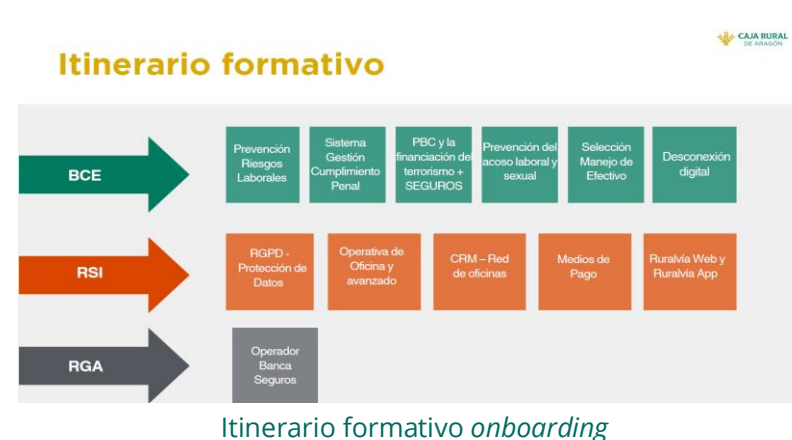 CAJA RURAL
DE ARAGÓN
Itinerario formativo
BCE
Prevención
Riesgos
Laborales
Sistema
Gestión
Cumplimiento
Penal
PBC y la
financiación del
terrorismo +
SEGUROS
Prevención del
acoso laboral y
sexual
Selección
Manejo de
Efectivo
Desconexión
digital
RSI
RGPD -
Protección de
Datos
Operativa de
Oficina y
avanzado
CRM – Red
de oficinas
Medios de
Pago
Ruralvía Web y
Ruralvía App
RGA
Operador
Banca
Seguros
Itinerario formativo onboarding